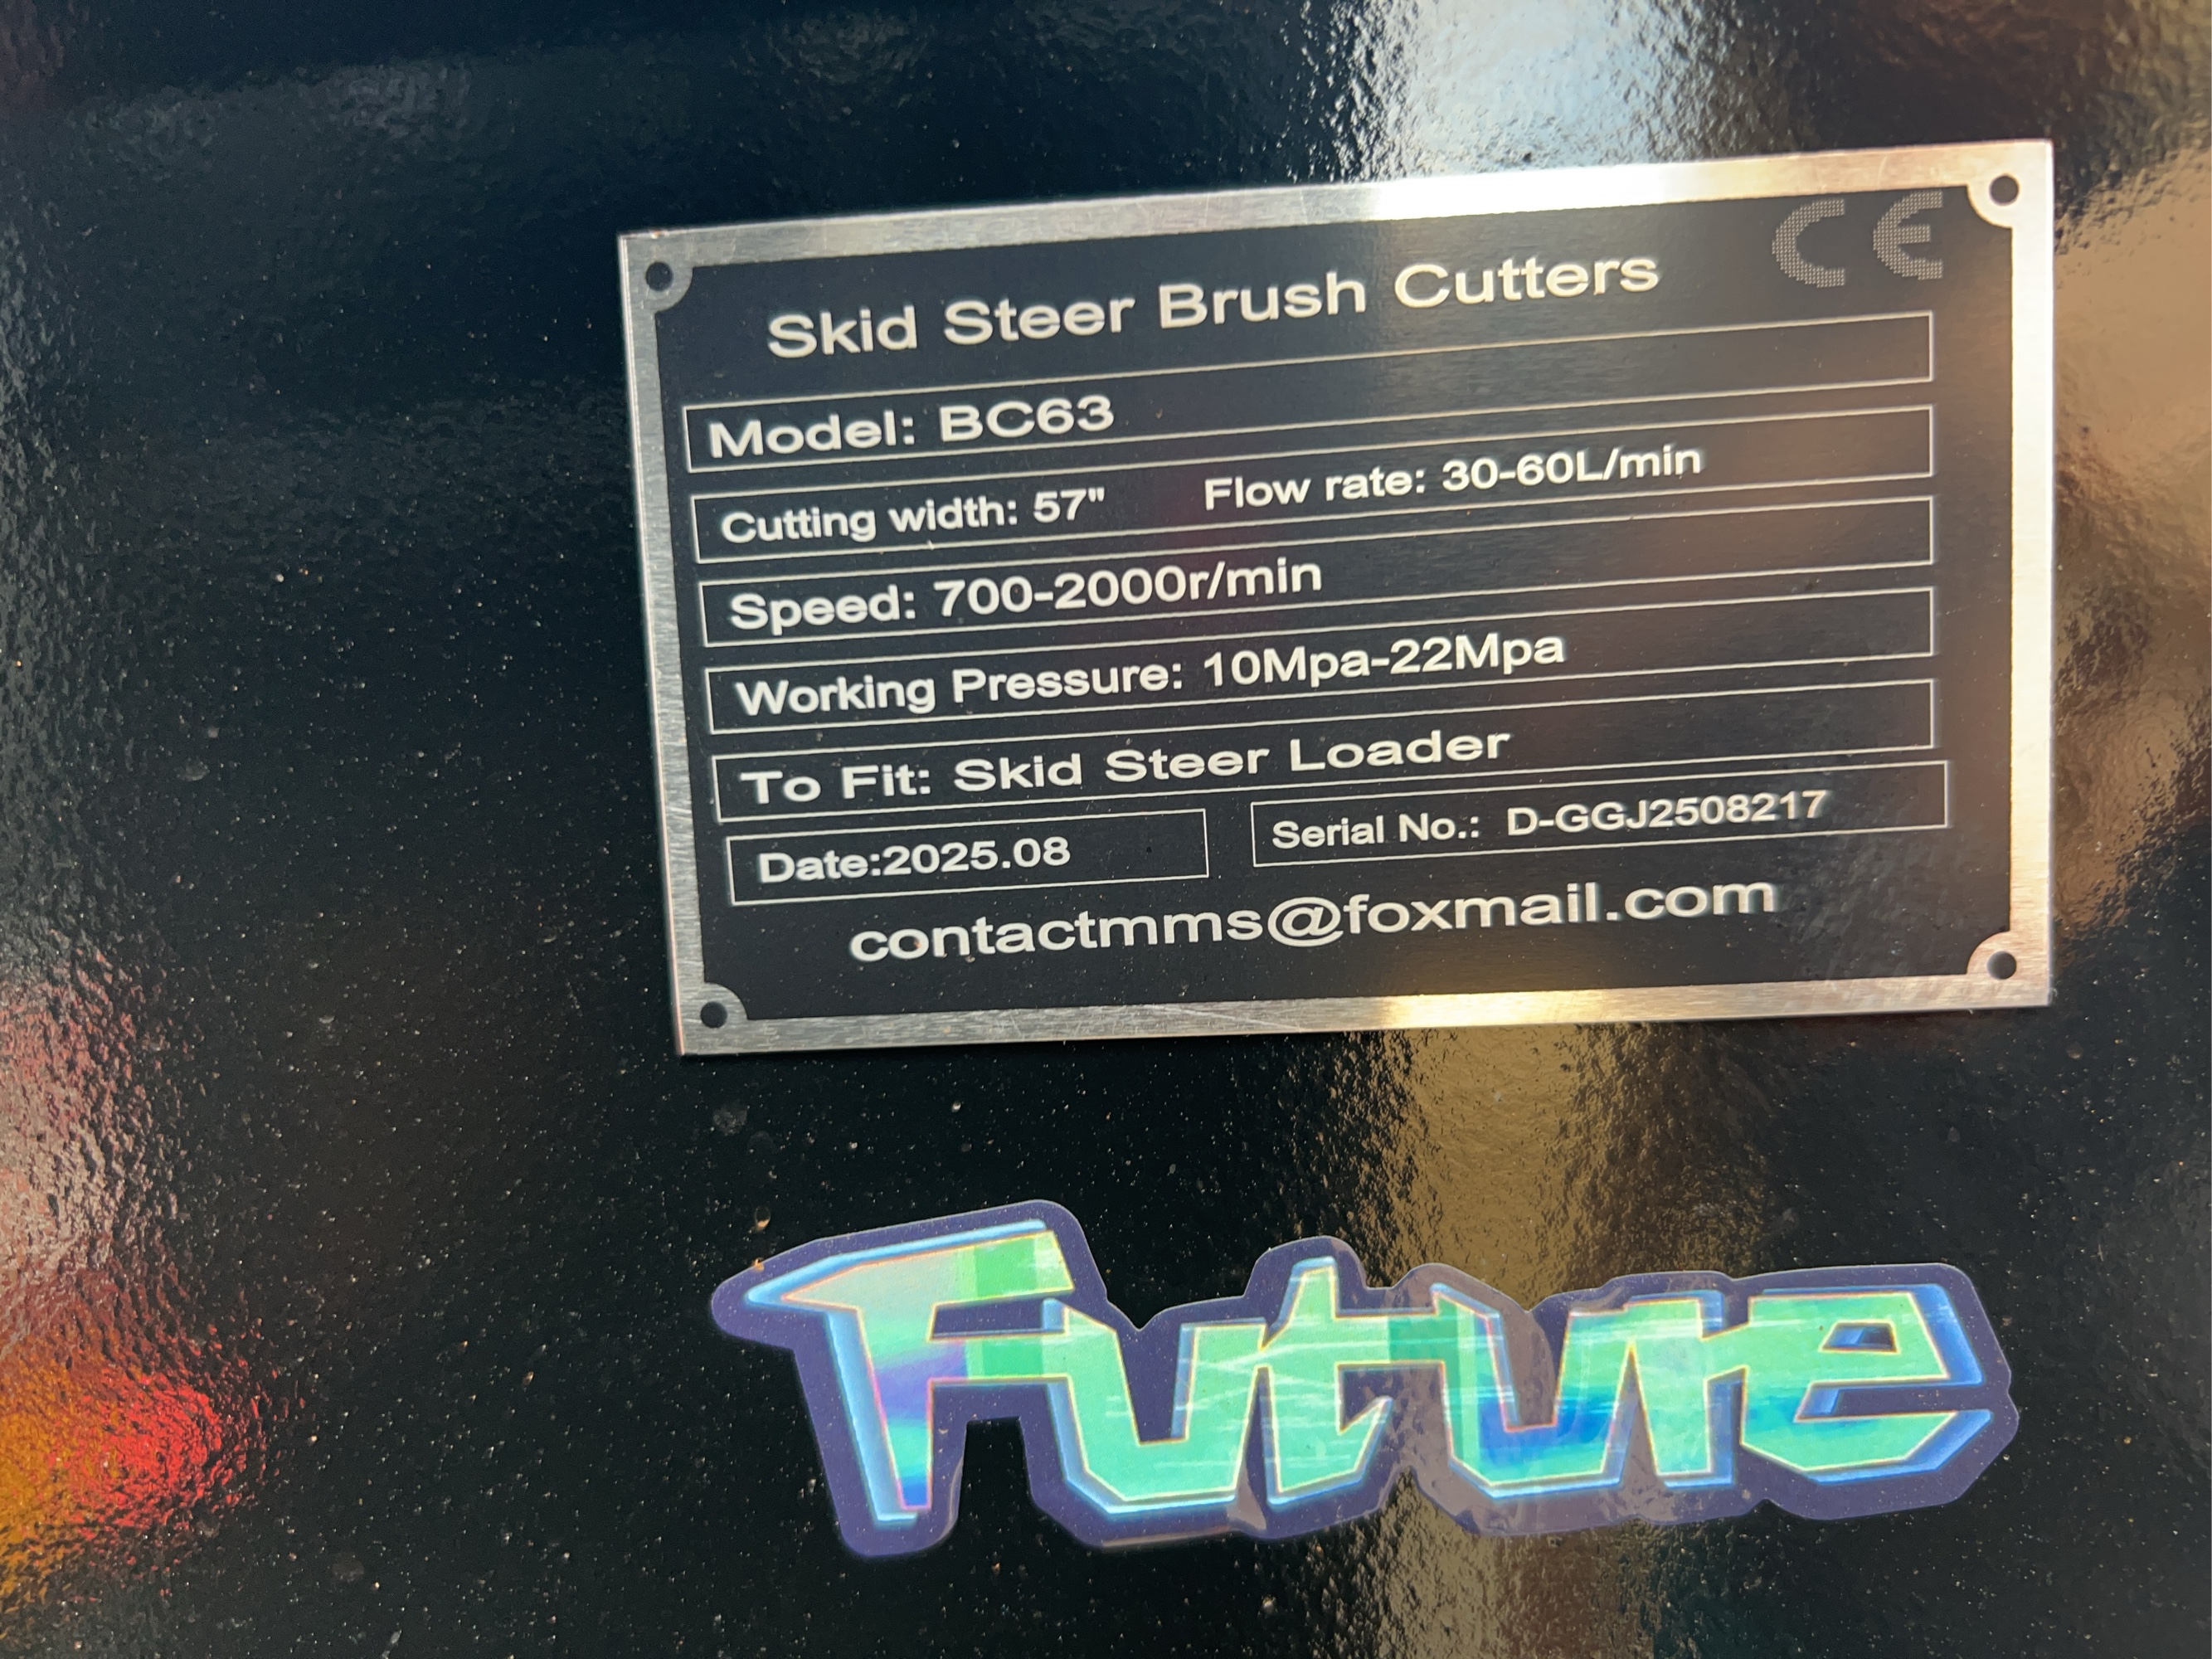 CE
Skid Steer Brush Cutters
Model: BC63
Cutting width: 57" Flow rate: 30-60L/min
Speed: 700-2000r/min
Working Pressure: 10Mpa-22Mpa
To Fit: Skid Steer Loader
Date:2025.08 Serial No.: D-GGJ2508217
contactmms@foxmail.com
Future